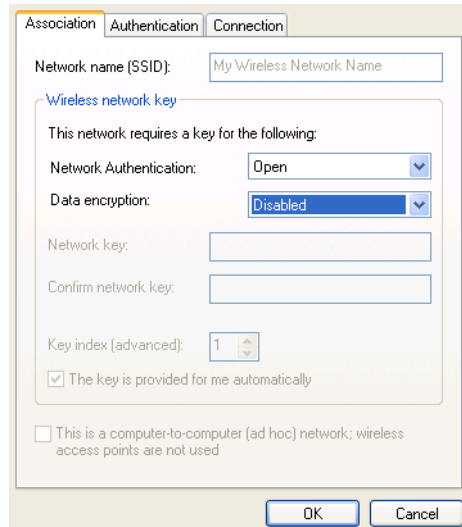 Association Authentication Connection
Network name (SSID): My Wireless Network Name
Wireless network key
This network requires a key for the following:
Network Authentication: Open
Data encryption: Disabled
Network key:
Confirm network key:
Key index (advanced): 1
The key is provided for me automatically
This is a computer-to-computer (ad hoc) network; wireless
access points are not used
OK Cancel